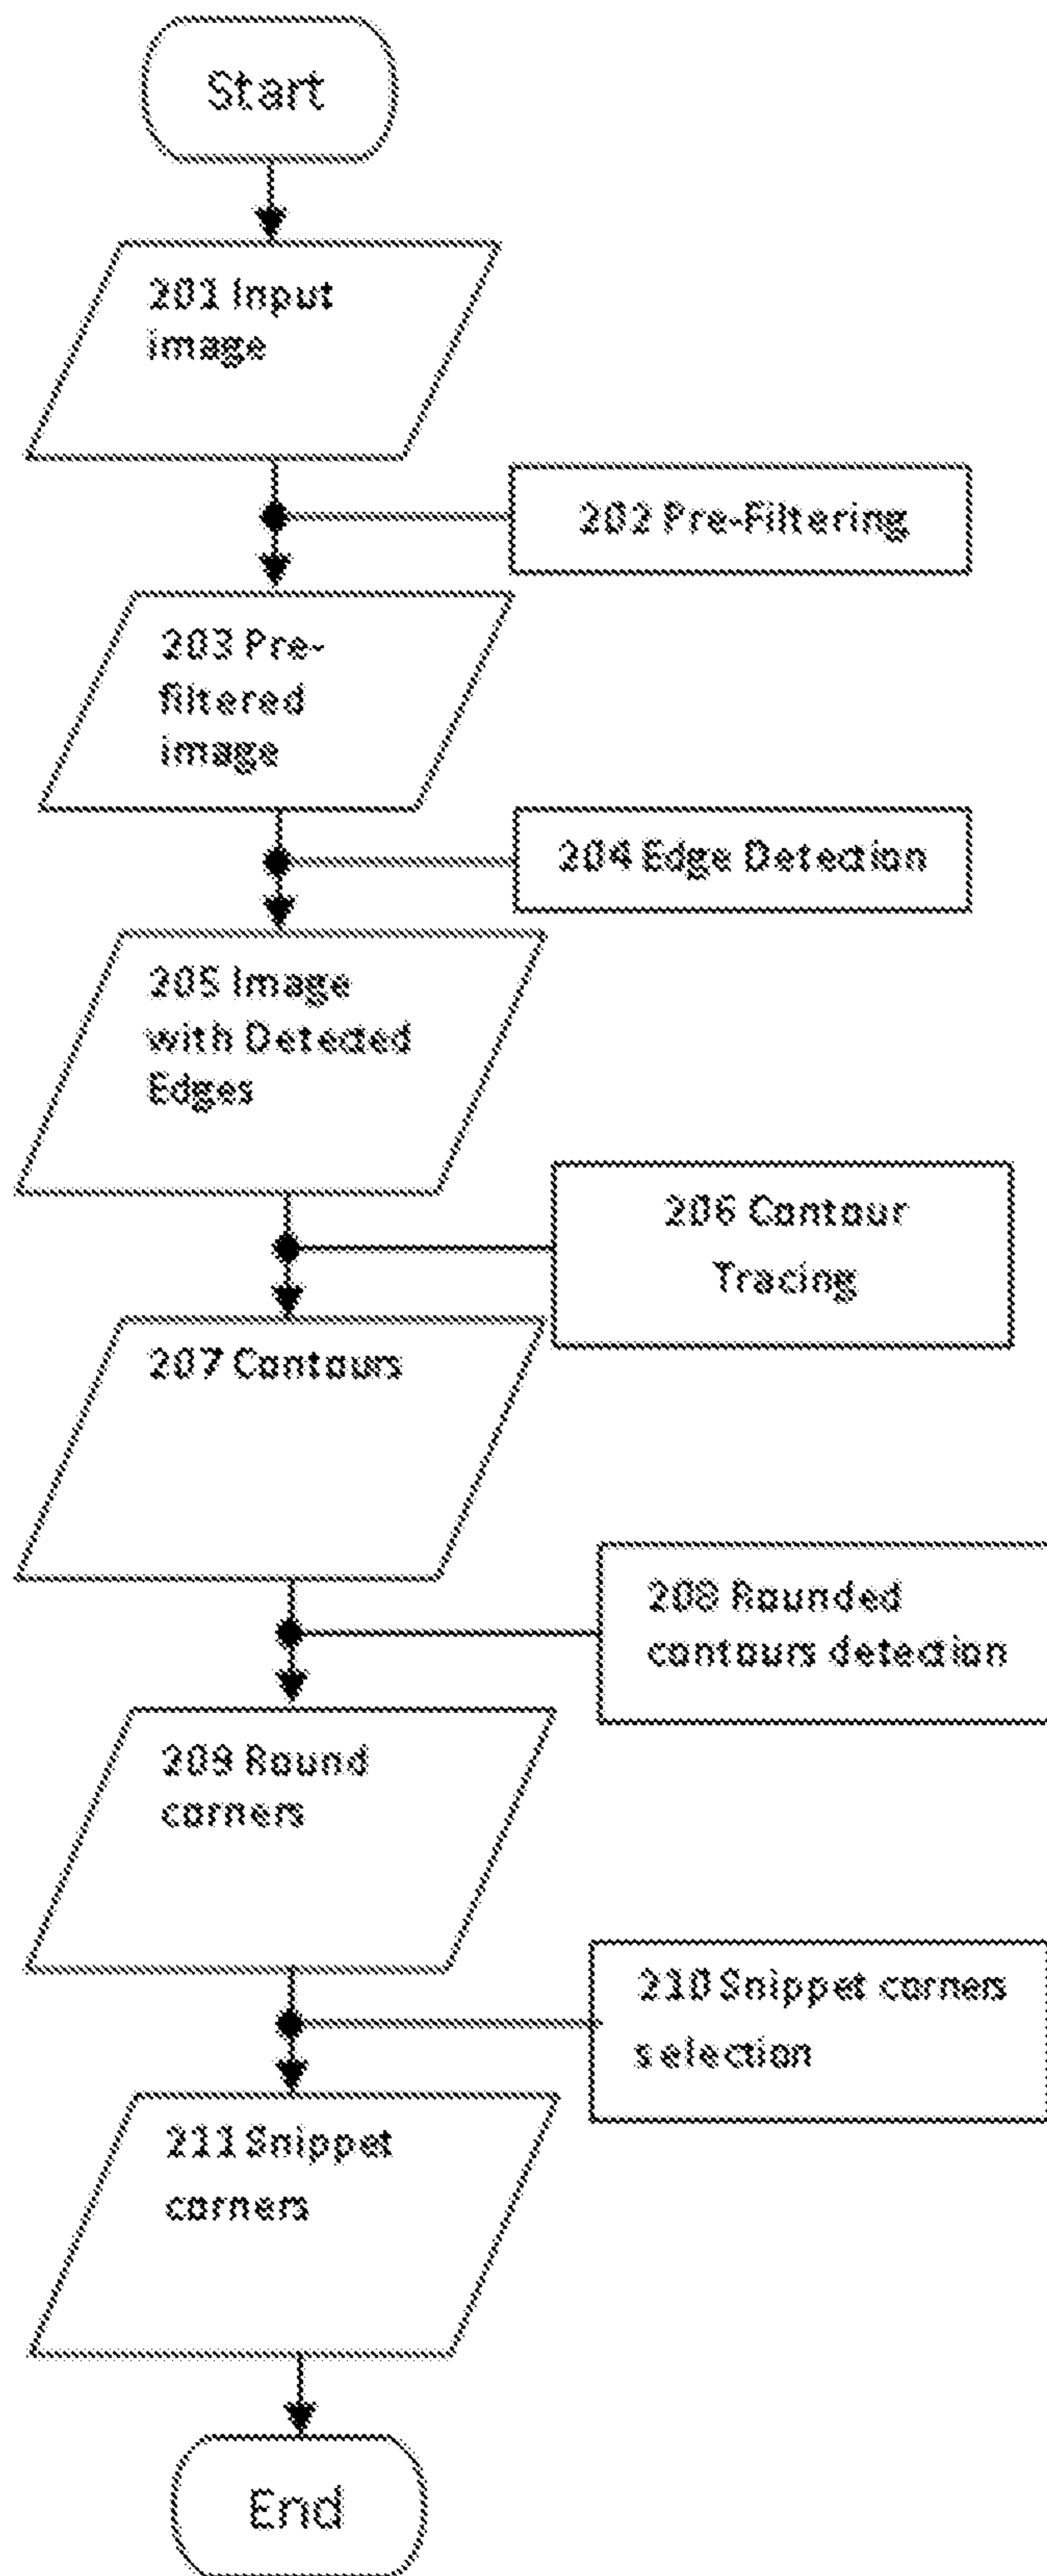 Start
201 Input
image
202 Pre-Filtering
203 Pre-
filtered
image
204 Edge Detection
205 Image
with Detected
Edges
206 Contour
Tracing
207 Contours
208 Rounded
contours detection
209 Round
corners
210 Snippet corners
selection
211 Snippet
corners
End